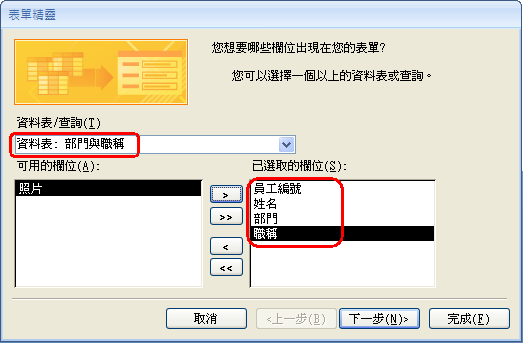 表單精靈
您想要哪些欄位出現在您的表單?
您可以選擇一個以上的資料表或查詢。
資料表/查詢(T)
資料表: 部門與職稱
可用的欄位(A):
已選取的欄位(S):
照片
>
>>
<
<<
員工編號
姓名
部門
職稱
取消
<上一步(B)
下一步(N)>
完成(F)